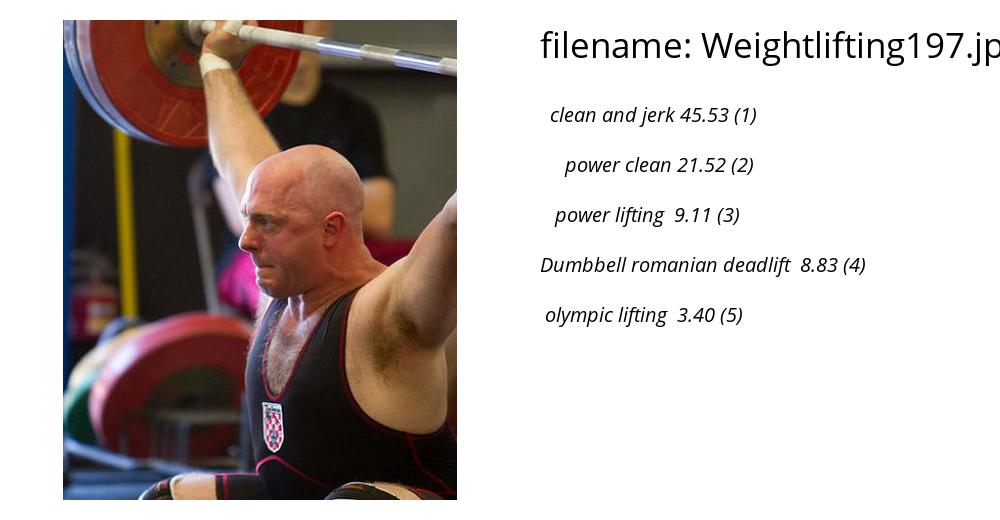 filename: Weightlifting197.jp
clean and jerk 45.53 (1)
power clean 21.52 (2)
power lifting 9.11 (3)
Dumbbell romanian deadlift 8.83 (4)
olympic lifting 3.40 (5)